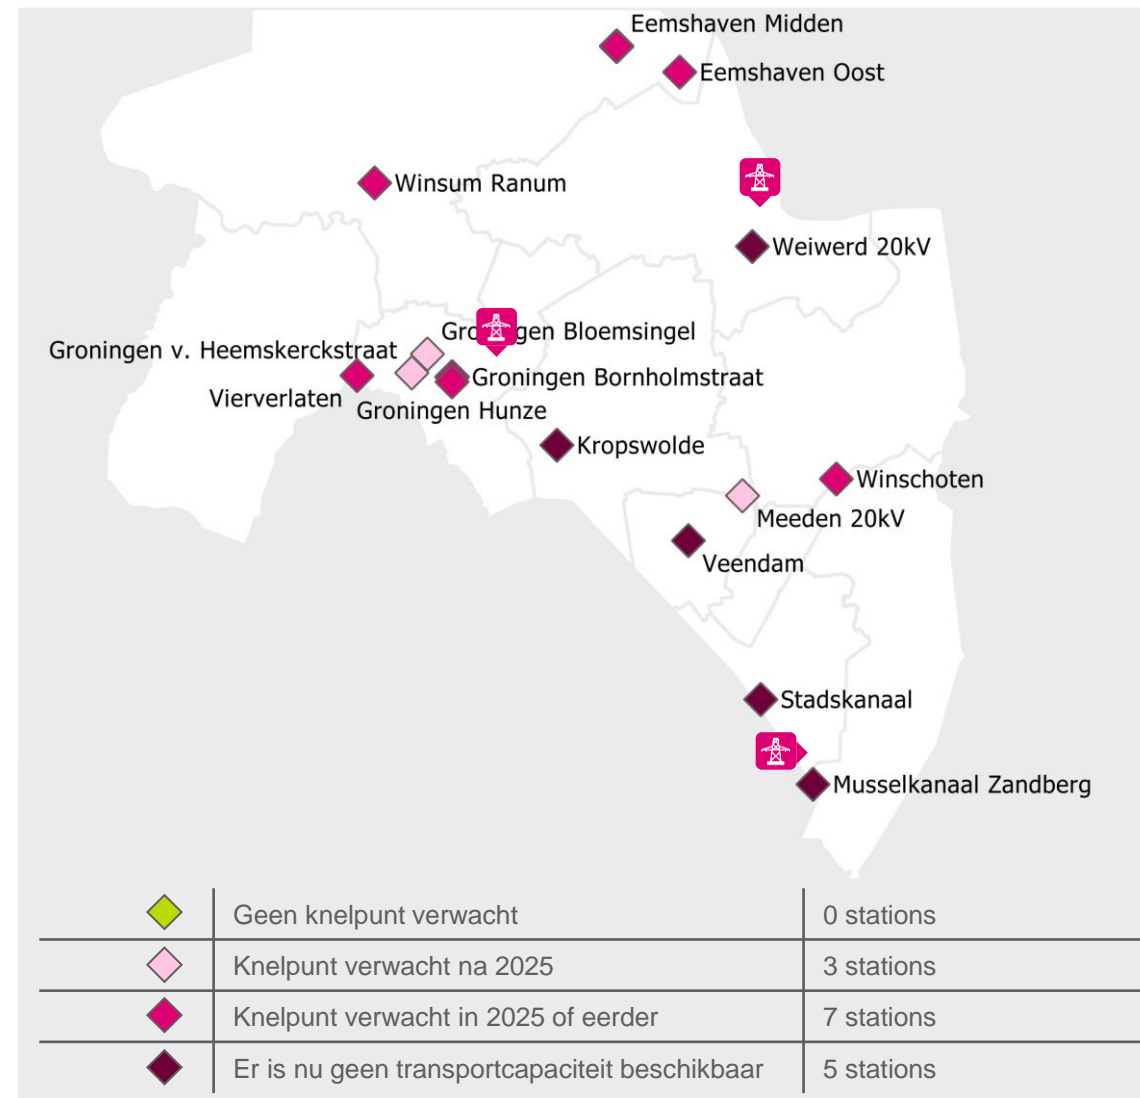 Eemshaven Midden
Eemshaven Oost
Winsum Ranum
Weiwerd 20kV
Groningen Bloemsingel
Groningen v. Heemskerckstraat
Groningen Bornholmstraat
Vierverlaten
Groningen Hunze
Kropswolde
Winschoten
Meeden 20kV
Veendam
Stadskanaal
Musselkanaal Zandberg
Geen knelpunt verwacht 0 stations
Knelpunt verwacht na 2025 3 stations
Knelpunt verwacht in 2025 of eerder 7 stations
Er is nu geen transportcapaciteit beschikbaar 5 stations